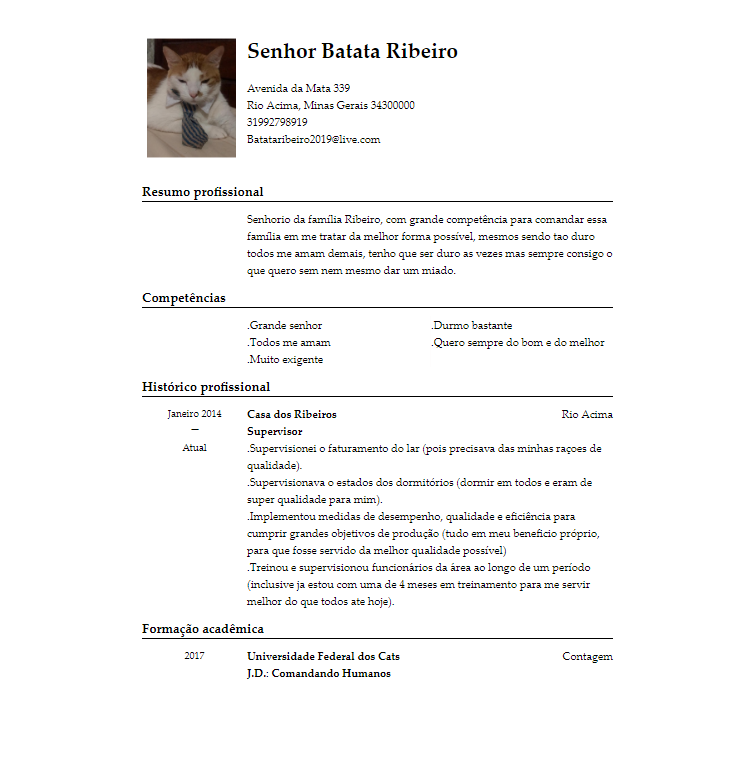 Senhor Batata Ribeiro
Avenida da Mata 339
Rio Acima, Minas Gerais 34300000
31992798919
Batataribeiro2019@live.com
Resumo profissional
Senhorio da família Ribeiro, com grande competência para comandar essa
família em me tratar da melhor forma possível, mesmos sendo tao duro
todos me amam demais, tenho que ser duro as vezes mas sempre consigo o
que quero sem nem mesmo dar um miado.
Competências
.Grande senhor
.Todos me amam
.Muito exigente
.Durmo bastante
.Quero sempre do bom e do melhor
Histórico profissional
Janeiro 2014
–
Atual
Casa dos Ribeiros Rio Acima
Supervisor
.Supervisionei o faturamento do lar (pois precisava das minhas raçoes de
qualidade).
.Supervisionava o estados dos dormitórios (dormir em todos e eram de
super qualidade para mim).
.Implementou medidas de desempenho, qualidade e eficiência para
cumprir grandes objetivos de produção (tudo em meu beneficio próprio,
para que fosse servido da melhor qualidade possível)
.Treinou e supervisionou funcionários da área ao longo de um período
(inclusive ja estou com uma de 4 meses em treinamento para me servir
melhor do que todos ate hoje).
Formação acadêmica
2017 Universidade Federal dos Cats Contagem
J.D.: Comandando Humanos